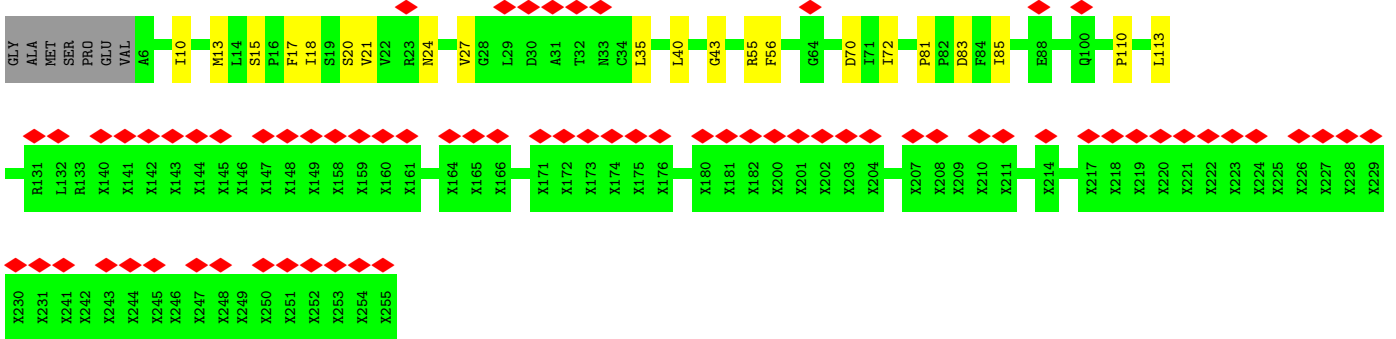 GLY ALA MET SER PRO GLU VAL A6 I10 M13 L14 S15 P16 F17 I18 S19 S20 V21 V22 R23 N24 V27 G28 L29 D30 A31 T32 N33 C34 L35 L40 G43 R55 F56 G64 D70 I71 I72 P81 P82 D83 F84 I85 E88 Q100 P110 L113
R131 L132 R133 X140 X141 X142 X143 X144 X145 X146 X147 X148 X149 X158 X159 X160 X161 X164 X165 X166 X171 X172 X173 X174 X175 X176 X180 X181 X182 X200 X201 X202 X203 X204 X207 X208 X209 X210 X211 X214 X217 X218 X219 X220 X221 X222 X223 X224 X225 X226 X227 X228 X229
X230 X231 X241 X242 X243 X244 X245 X246 X247 X248 X249 X250 X251 X252 X253 X254 X255